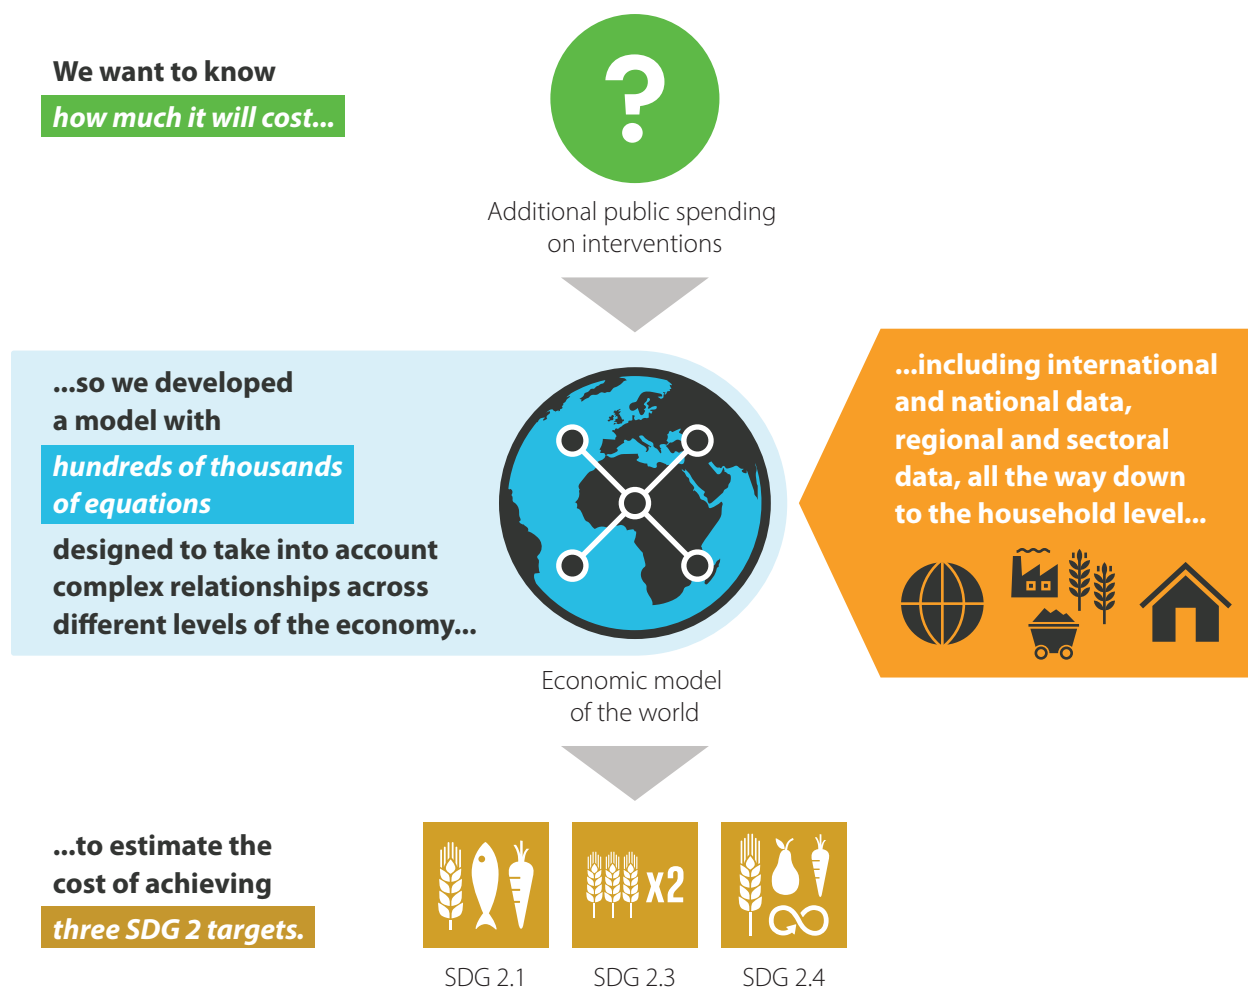 We want to know
how much it will cost...
?
Additional public spending
on interventions
...so we developed
a model with
hundreds of thousands
of equations
designed to take into account
complex relationships across
different levels of the economy...
...including international
and national data,
regional and sectoral
data, all the way down
to the household level...
Economic model
of the world
...to estimate the
cost of achieving
three SDG 2 targets.
x2
SDG 2.1
SDG 2.3
SDG 2.4